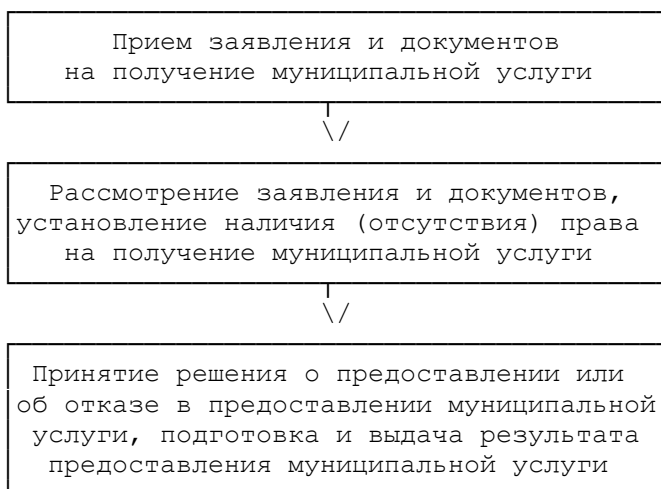 Прием заявления и документов
на получение муниципальной услуги
\/
Рассмотрение заявления и документов,
установление наличия (отсутствия) права
на получение муниципальной услуги
\/
Принятие решения о предоставлении или
об отказе в предоставлении муниципальной
услуги, подготовка и выдача результата
предоставления муниципальной услуги